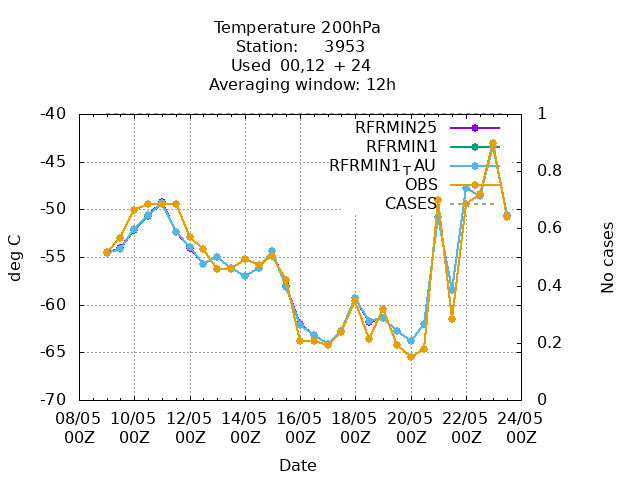 Temperature 200hPa
Station: 3953
Used 00,12 + 24
Averaging window: 12h
-40
-45
-50
-55
-60
-65
-70
deg C
1
0.8
0.6
0.4
0.2
0
No cases
RFRMIN25
RFRMIN1
RFRMIN1┬AU
OBS
CASES
08/05 10/05 12/05 14/05 16/05 18/05 20/05 22/05 24/05
00Z 00Z 00Z 00Z 00Z 00Z 00Z 00Z 00Z
Date